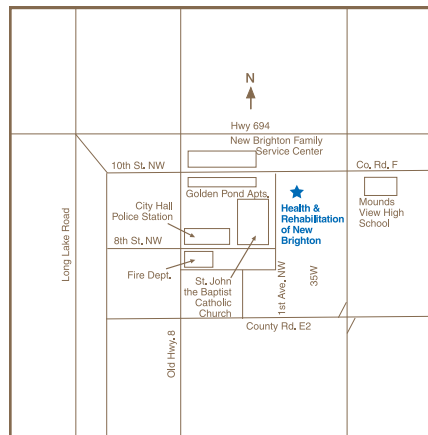 N
Hwy 694
New Brighton Family
Service Center
10th St. NW
Co. Rd. F
Golden Pond Apts.
City Hall
Police Station
Health &
Rehabilitation
of New
Brighton
Mounds
View High
School
8th St. NW
Long Lake Road
Fire Dept.
St. John
the Baptist
Catholic
Church
1st Ave. NW
35W
County Rd. E2
Old Hwy. 8